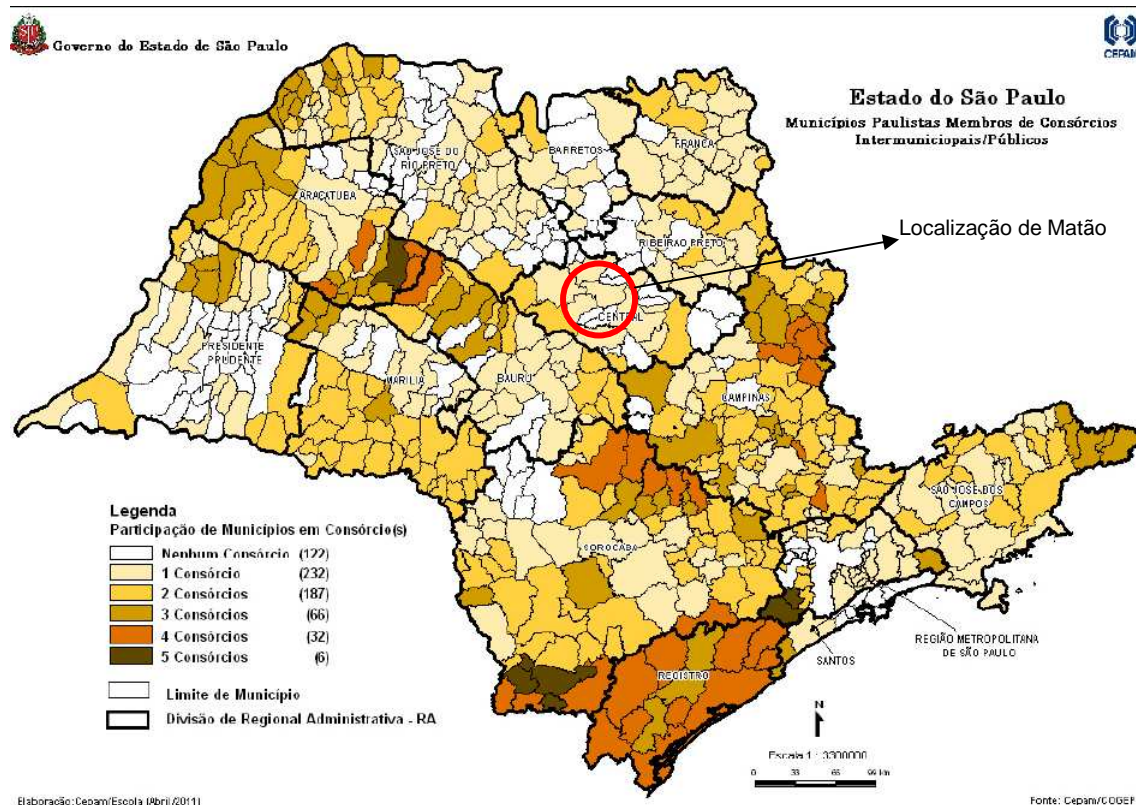 Governo do Estado de São Paulo
CEPAM
Estado do São Paulo
Municípios Paulistas Membros de Consórcios
Intermunicipais/Públicos
Localização de Matão
SÃO JOSÉ DO
RIO PRETO
BARRETOS
FRANCA
ARAÇATUBA
RIBEIRAO PRETO
CENTRAL
PRESIDENTE
PRUDENTE
MARILIA
BAURU
CAMPINAS
SÃO JOSÉ DOS
CAMPOS
SOROCABA
REGIÃO METROPOLITANA
DE SÃO PAULO
SANTOS
REGISTRO
Legenda
Participação de Municípios em Consórcio(s)
Nenhum Consórcio (122)
1 Consórcio (232)
2 Consórcios (187)
3 Consórcios (66)
4 Consórcios (32)
5 Consórcios (6)
Limite de Município
Divisão de Regional Administrativa - RA
N
Escala 1 : 3300000
0 33 66 99 km
Elaboração: Cepam/Escola (Abril/2011)
Fonte: Cepam/COGEP